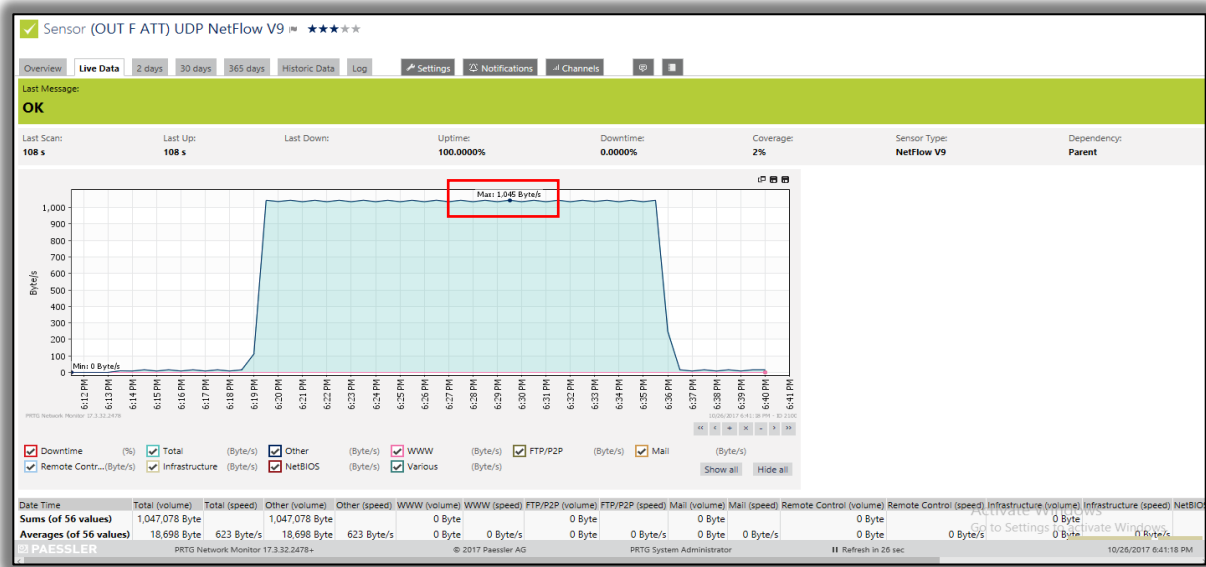 Sensor (OUT F ATT) UDP NetFlow V9
Overview Live Data 2 days 30 days 365 days Historic Data Log Settings Notifications Channels
Last Message:
OK
Last Scan: Last Up: Last Down: Uptime: Downtime: Coverage: Sensor Type: Dependency:
108 s 108 s 100.0000% 0.0000% 2% NetFlow V9 Parent
Max: 1,045 Byte/s
1,000
900
800
700
600
500
400
300
200
100
0
Byte/s
Min: 0 Byte/s
6:12 PM 6:13 PM 6:14 PM 6:15 PM 6:16 PM 6:17 PM 6:18 PM 6:19 PM 6:20 PM 6:21 PM 6:22 PM 6:23 PM 6:24 PM 6:25 PM 6:26 PM 6:27 PM 6:28 PM 6:29 PM 6:30 PM 6:31 PM 6:32 PM 6:33 PM 6:34 PM 6:35 PM 6:36 PM 6:37 PM 6:38 PM 6:39 PM 6:40 PM 6:41 PM
PRTG Network Monitor 17.3.32.2478 10/26/2017 6:41:18 PM - ID
<< < + x - > >>
Downtime (%) Total (Byte/s) Other (Byte/s) WWW (Byte/s) FTP/P2P (Byte/s) Mail (Byte/s)
Remote Contr...(Byte/s) Infrastructure (Byte/s) NetBIOS (Byte/s) Various (Byte/s)
Show all Hide all
Date Time Total (volume) Total (speed) Other (volume) Other (speed) WWW (volume) WWW (speed) FTP/P2P (volume) FTP/P2P (speed) Mail (volume) Mail (speed) Remote Control (volume) Remote Control (speed) Infrastructure (volume) Infrastructure (speed) NetBIOS
Sums (of 56 values) 1,047,078 Byte 1,047,078 Byte 0 Byte 0 Byte 0 Byte 0 Byte 0 Byte
Averages (of 56 values) 18,698 Byte 623 Byte/s 18,698 Byte 623 Byte/s 0 Byte 0 Byte/s 0 Byte 0 Byte/s 0 Byte 0 Byte/s 0 Byte 0 Byte/s 0 Byte 0 Byte/s
Activate Windows
Go to Settings to activate Windows.
PAESSLER PRTG Network Monitor 17.3.32.2478+ © 2017 Paessler AG PRTG System Administrator Refresh in 26 sec 10/26/2017 6:41:18 PM